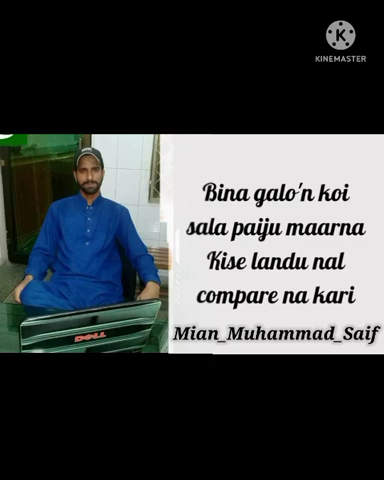 KINEMASTER
Bina galo'n koi
sala paiju maarna
Kise landu nal
compare na kari
Mian_Muhammad_Saif
DELL